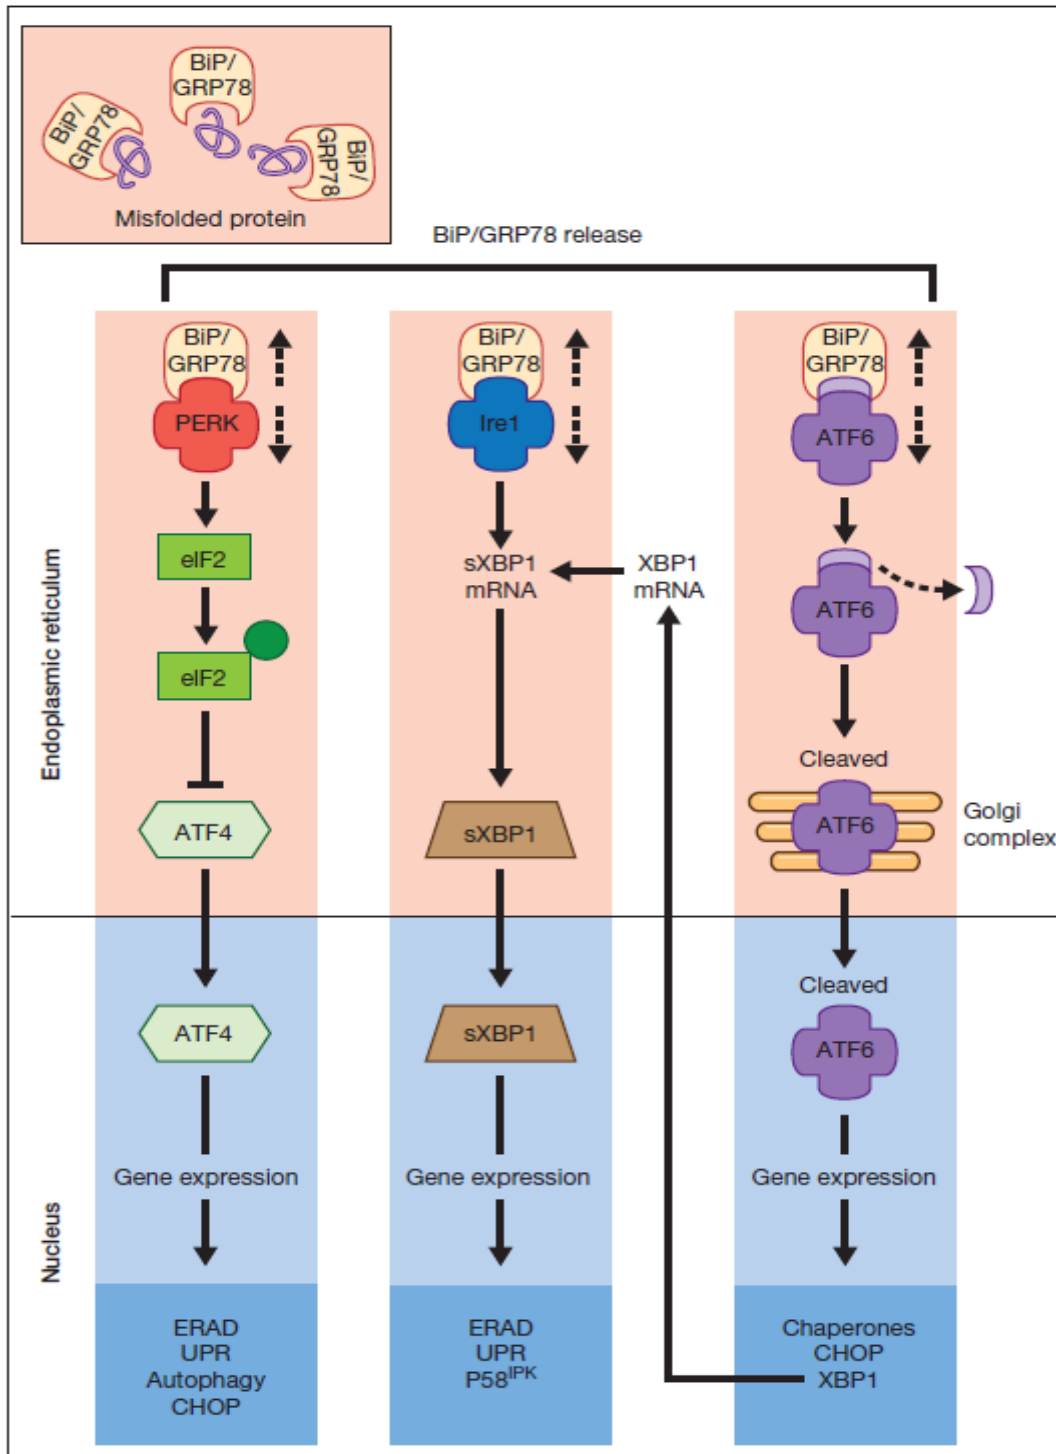 BiP/
GRP78
BiP/
GRP78
BiP/
GRP78
Misfolded protein
BiP/GRP78 release
Endoplasmic reticulum
BiP/
GRP78
PERK
eIF2
eIF2
ATF4
BiP/
GRP78
Ire1
sXBP1
mRNA
XBP1
mRNA
sXBP1
BiP/
GRP78
ATF6
ATF6
Cleaved
ATF6
Golgi
complex
Nucleus
ATF4
Gene expression
ERAD
UPR
Autophagy
CHOP
sXBP1
Gene expression
ERAD
UPR
P58^IPK
Cleaved
ATF6
Gene expression
Chaperones
CHOP
XBP1